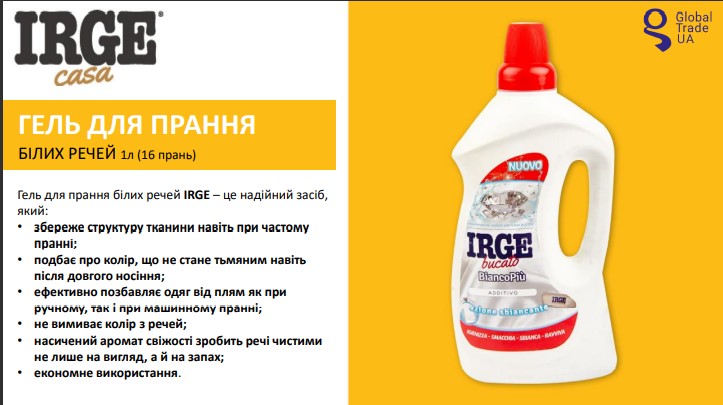 IRGE
casa
ГЕЛЬ ДЛЯ ПРАННЯ
БІЛИХ РЕЧЕЙ 1л (16 прань)
Гель для прання білих речей IRGE – це надійний засіб,
який:
• збереже структуру тканини навіть при частому
пранні;
• подбає про колір, що не стане тьмяним навіть
після довгого носіння;
• ефективно позбавляє одяг від плям як при
ручному, так і при машинному пранні;
• не вимиває колір з речей;
• насичений аромат свіжості зробить речі чистими
не лише на вигляд, а й на запах;
• економне використання.
Global
Trade
UA
NUOVO
IRGE
bucato
BiancoPiù
ADDITIVO
IRGE
azione sbiancante
IGIENIZZA - SMACCHIA - SBIANCA - RAVVIVA